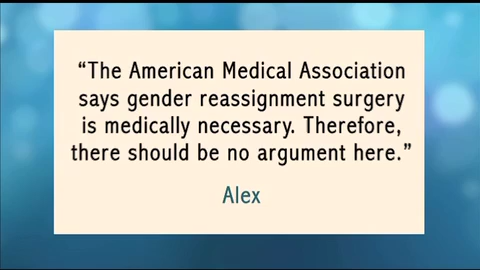 “The American Medical Association
says gender reassignment surgery
is medically necessary. Therefore,
there should be no argument here.”
Alex